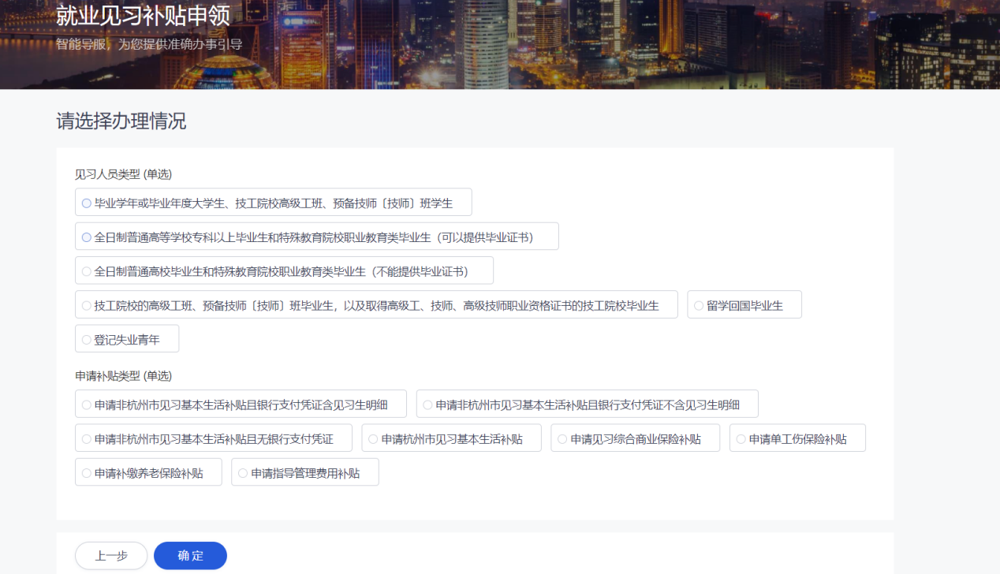 就业见习补贴申领
智能导服，为您提供准确办事引导
请选择办理情况
见习人员类型 (单选)
毕业学年或毕业年度大学生、技工院校高级工班、预备技师〔技师〕班学生
全日制普通高等学校专科以上毕业生和特殊教育院校职业教育类毕业生（可以提供毕业证书）
全日制普通高校毕业生和特殊教育院校职业教育类毕业生（不能提供毕业证书）
技工院校的高级工班、预备技师〔技师〕班毕业生，以及取得高级工、技师、高级技师职业资格证书的技工院校毕业生 留学回国毕业生
登记失业青年
申请补贴类型 (单选)
申请非杭州市见习基本生活补贴且银行支付凭证含见习生明细 申请非杭州市见习基本生活补贴且银行支付凭证不含见习生明细
申请非杭州市见习基本生活补贴且无银行支付凭证 申请杭州市见习基本生活补贴 申请见习综合商业保险补贴 申请单工伤保险补贴
申请补缴养老保险补贴 申请指导管理费用补贴
上一步 确定